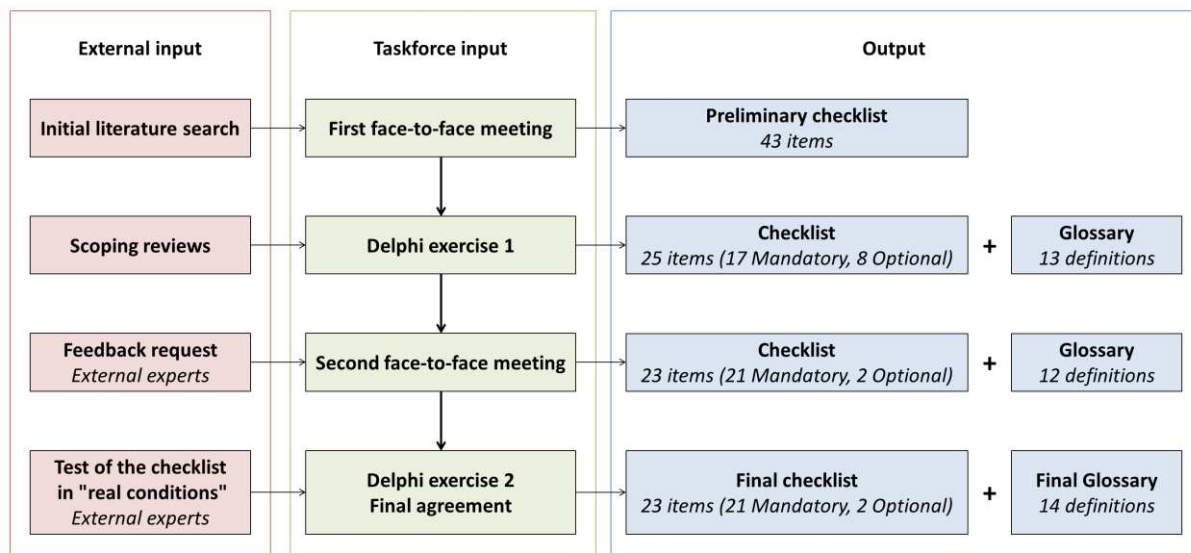 External input
Taskforce input
Output
Initial literature search
First face-to-face meeting
Preliminary checklist
43 items
Scoping reviews
Delphi exercise 1
Checklist
25 items (17 Mandatory, 8 Optional)
+
Glossary
13 definitions
Feedback request
External experts
Second face-to-face meeting
Checklist
23 items (21 Mandatory, 2 Optional)
+
Glossary
12 definitions
Test of the checklist
in "real conditions"
External experts
Delphi exercise 2
Final agreement
Final checklist
23 items (21 Mandatory, 2 Optional)
+
Final Glossary
14 definitions